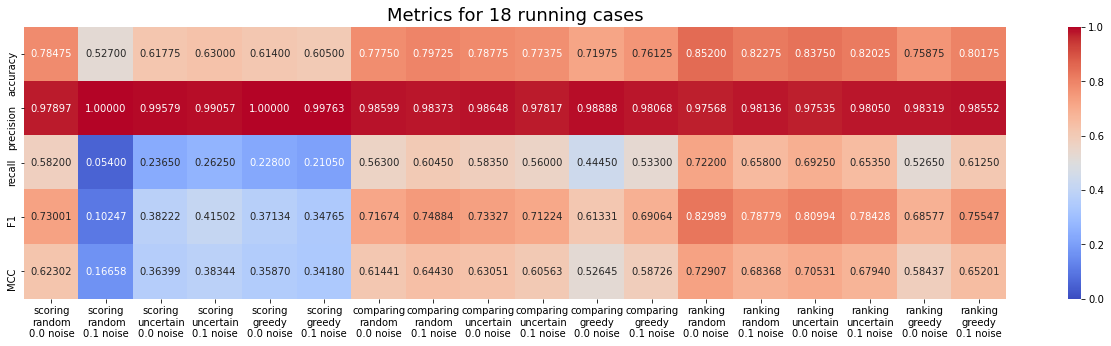 Metrics for 18 running cases
accuracy 0.78475 0.52700 0.61775 0.63000 0.61400 0.60500 0.77750 0.79725 0.78775 0.77375 0.71975 0.76125 0.85200 0.82275 0.83750 0.82025 0.75875 0.80175
precision 0.97897 1.00000 0.99579 0.99057 1.00000 0.99763 0.98599 0.98373 0.98648 0.97817 0.98888 0.98068 0.97568 0.98136 0.97535 0.98050 0.98319 0.98552
recall 0.58200 0.05400 0.23650 0.26250 0.22800 0.21050 0.56300 0.60450 0.58350 0.56000 0.44450 0.53300 0.72200 0.65800 0.69250 0.65350 0.52650 0.61250
F1 0.73001 0.10247 0.38222 0.41502 0.37134 0.34765 0.71674 0.74884 0.73327 0.71224 0.61331 0.69064 0.82989 0.78779 0.80994 0.78428 0.68577 0.75547
MCC 0.62302 0.16658 0.36399 0.38344 0.35870 0.34180 0.61441 0.64430 0.63051 0.60563 0.52645 0.58726 0.72907 0.68368 0.70531 0.67940 0.58437 0.65201
scoring scoring scoring scoring scoring scoring comparing comparing comparing comparing comparing comparing ranking ranking ranking ranking ranking ranking
random random uncertain uncertain greedy greedy random random uncertain uncertain greedy greedy random random uncertain uncertain greedy greedy
0.0 noise 0.1 noise 0.0 noise 0.1 noise 0.0 noise 0.1 noise 0.0 noise 0.1 noise 0.0 noise 0.1 noise 0.0 noise 0.1 noise 0.0 noise 0.1 noise 0.0 noise 0.1 noise 0.0 noise 0.1 noise
1.0
0.8
0.6
0.4
0.2
0.0